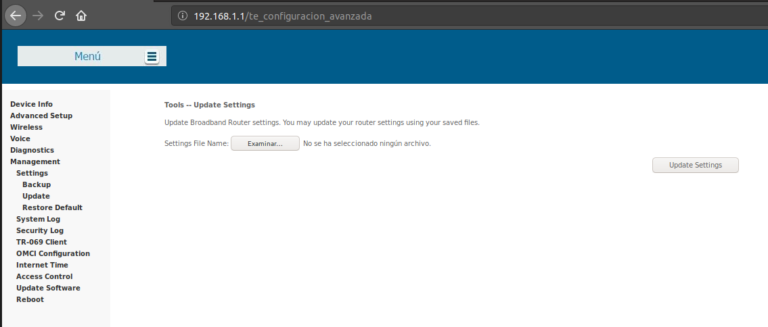 192.168.1.1/te_configuracion_avanzada
Menú
Device Info
Advanced Setup
Wireless
Voice
Diagnostics
Management
Settings
Backup
Update
Restore Default
System Log
Security Log
TR-069 Client
OMCI Configuration
Internet Time
Access Control
Update Software
Reboot
Tools -- Update Settings
Update Broadband Router settings. You may update your router settings using your saved files.
Settings File Name: Examinar... No se ha seleccionado ningún archivo.
Update Settings